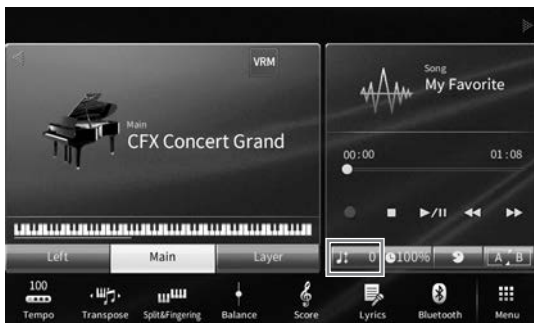 VRM
Main
CFX Concert Grand
Left
Main
Layer
Song
My Favorite
00:00
01:08
0
100%
A B
100
Tempo
Transpose
Split&Fingering
Balance
Score
Lyrics
Bluetooth
Menu